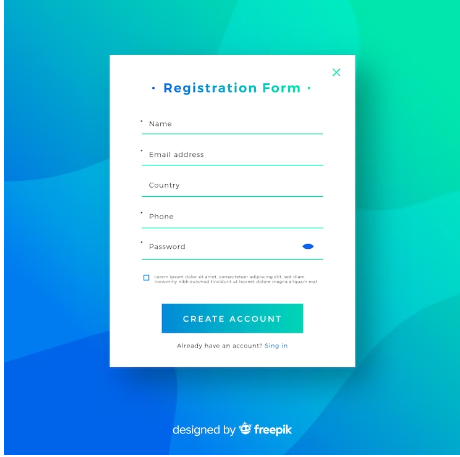 · Registration Form ·
Name
Email address
Country
Phone
Password
Lorem ipsum dolor sit amet, consectetuer adipiscing elit, sed diam
nonummy nibh euismod tincidunt ut laoreet dolore magna aliquam erat
CREATE ACCOUNT
Already have an account? Sing in
designed by freepik